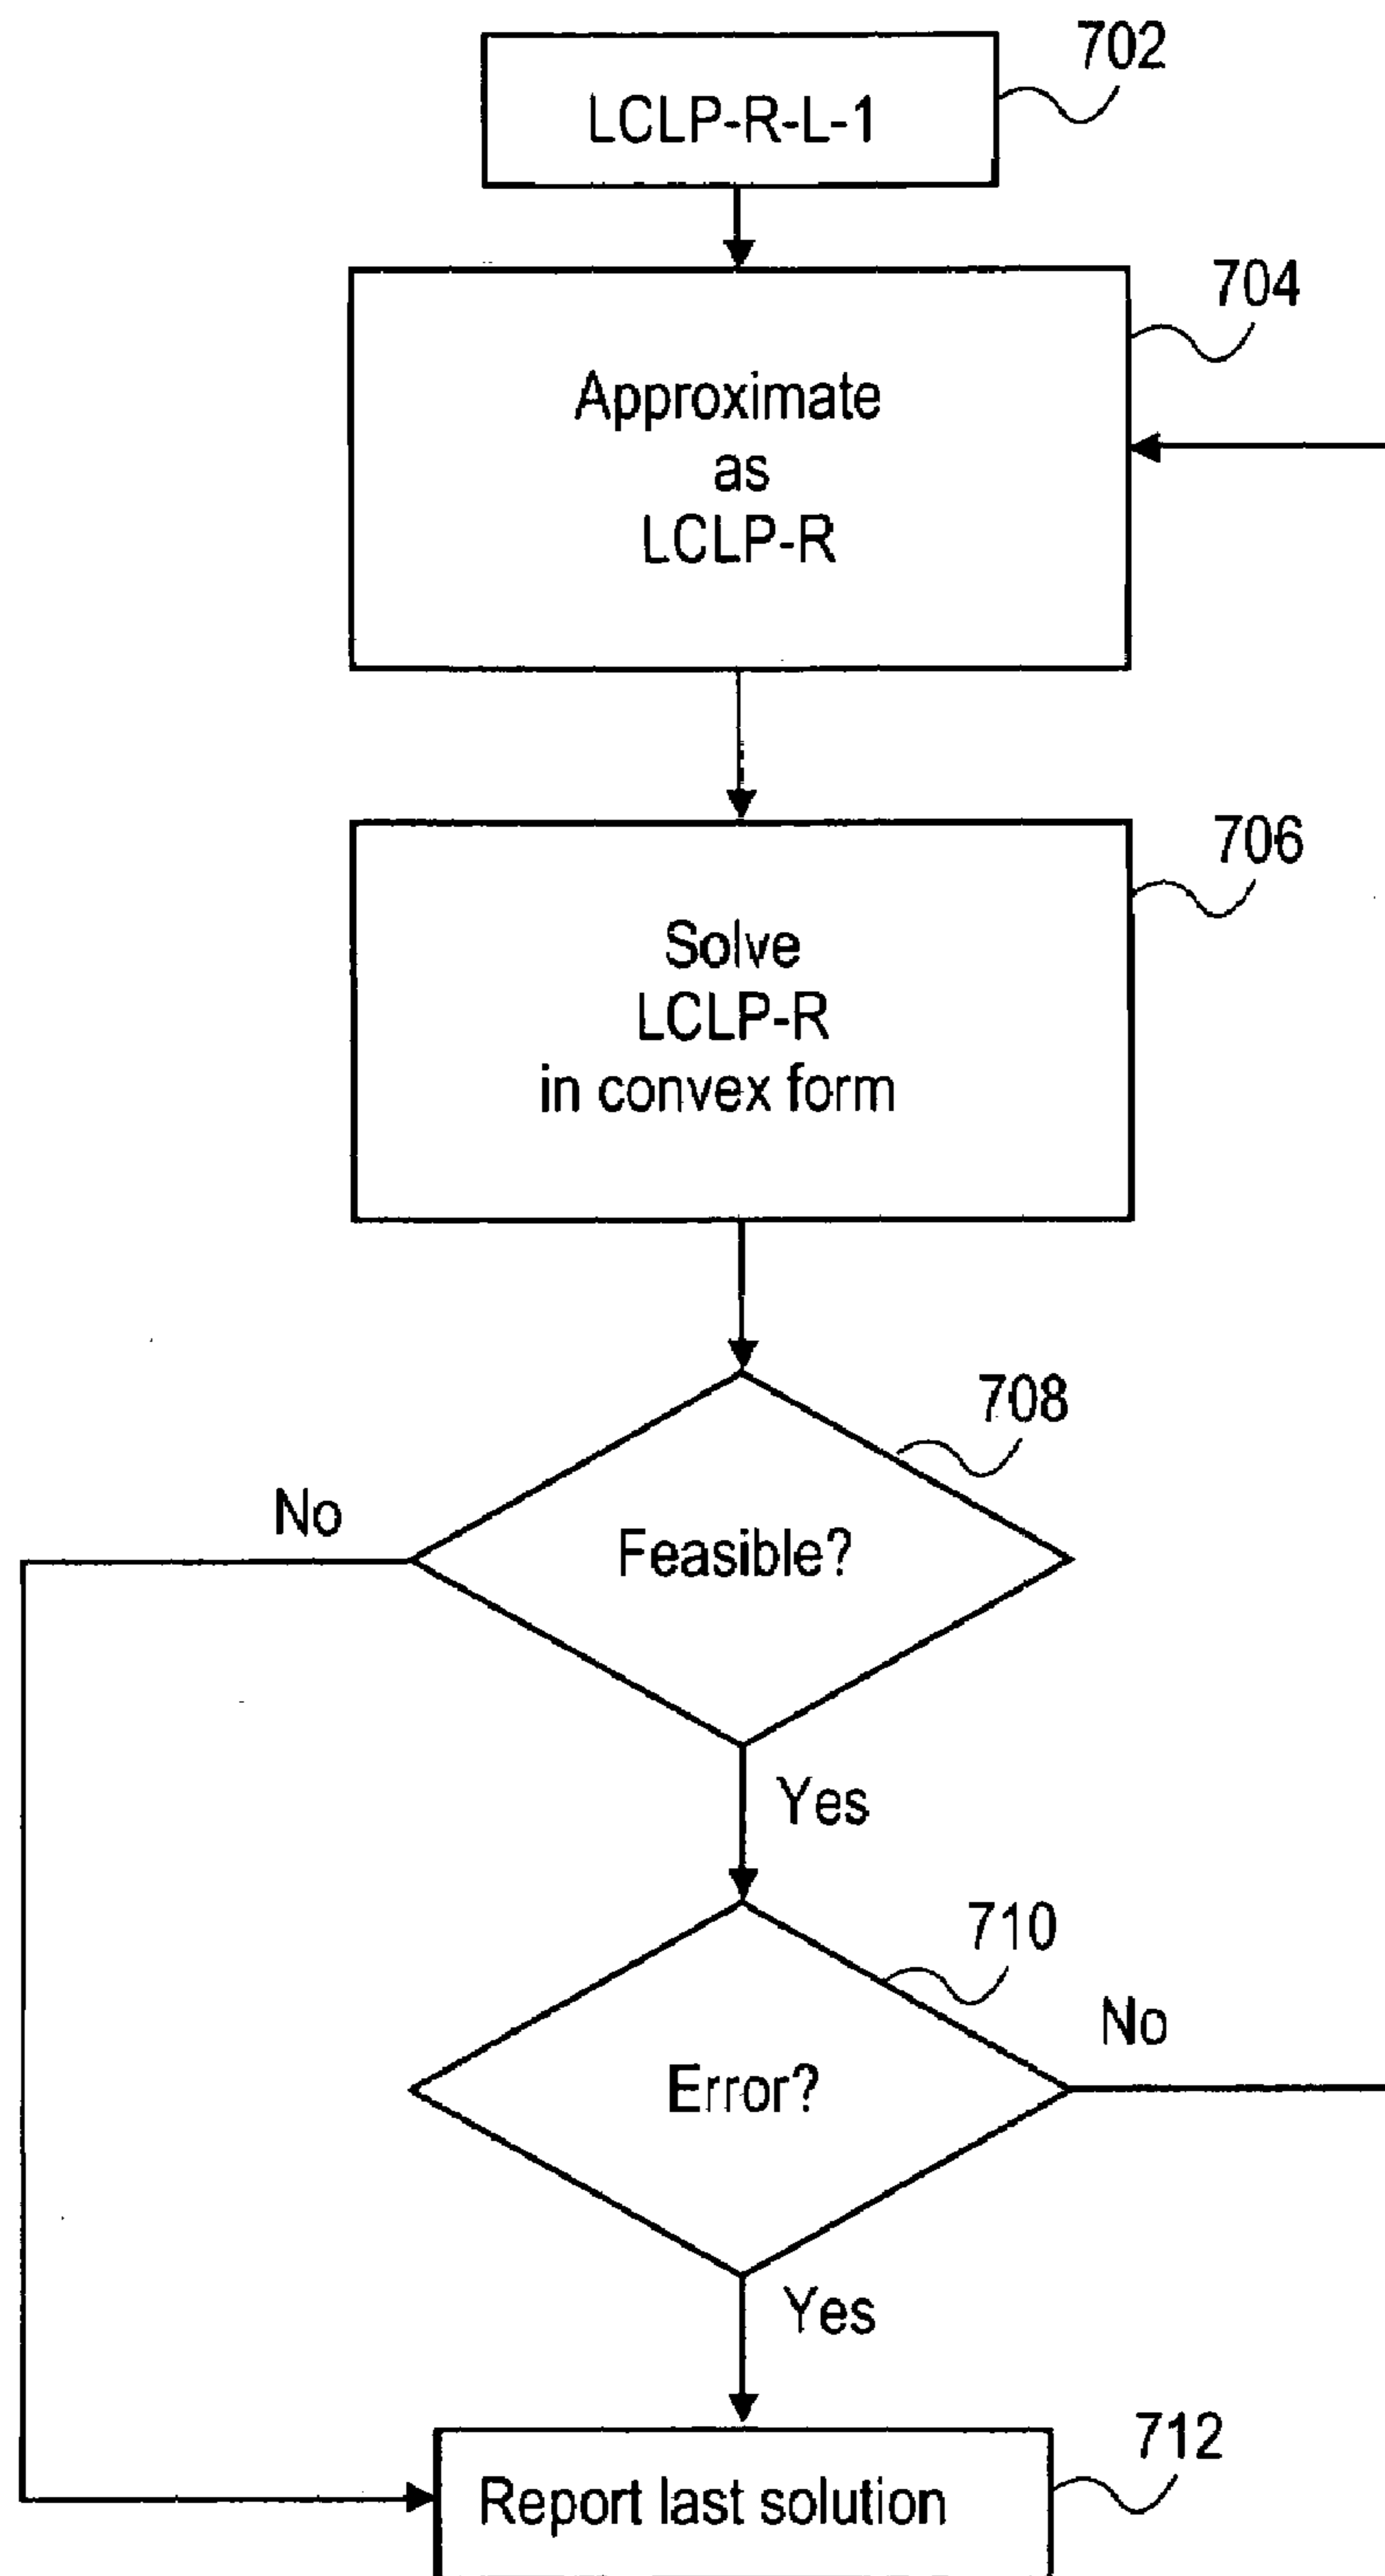 702
LCLP-R-L-1
704
Approximate
as
LCLP-R
706
Solve
LCLP-R
in convex form
708
No
Feasible?
Yes
710
No
Error?
Yes
712
Report last solution